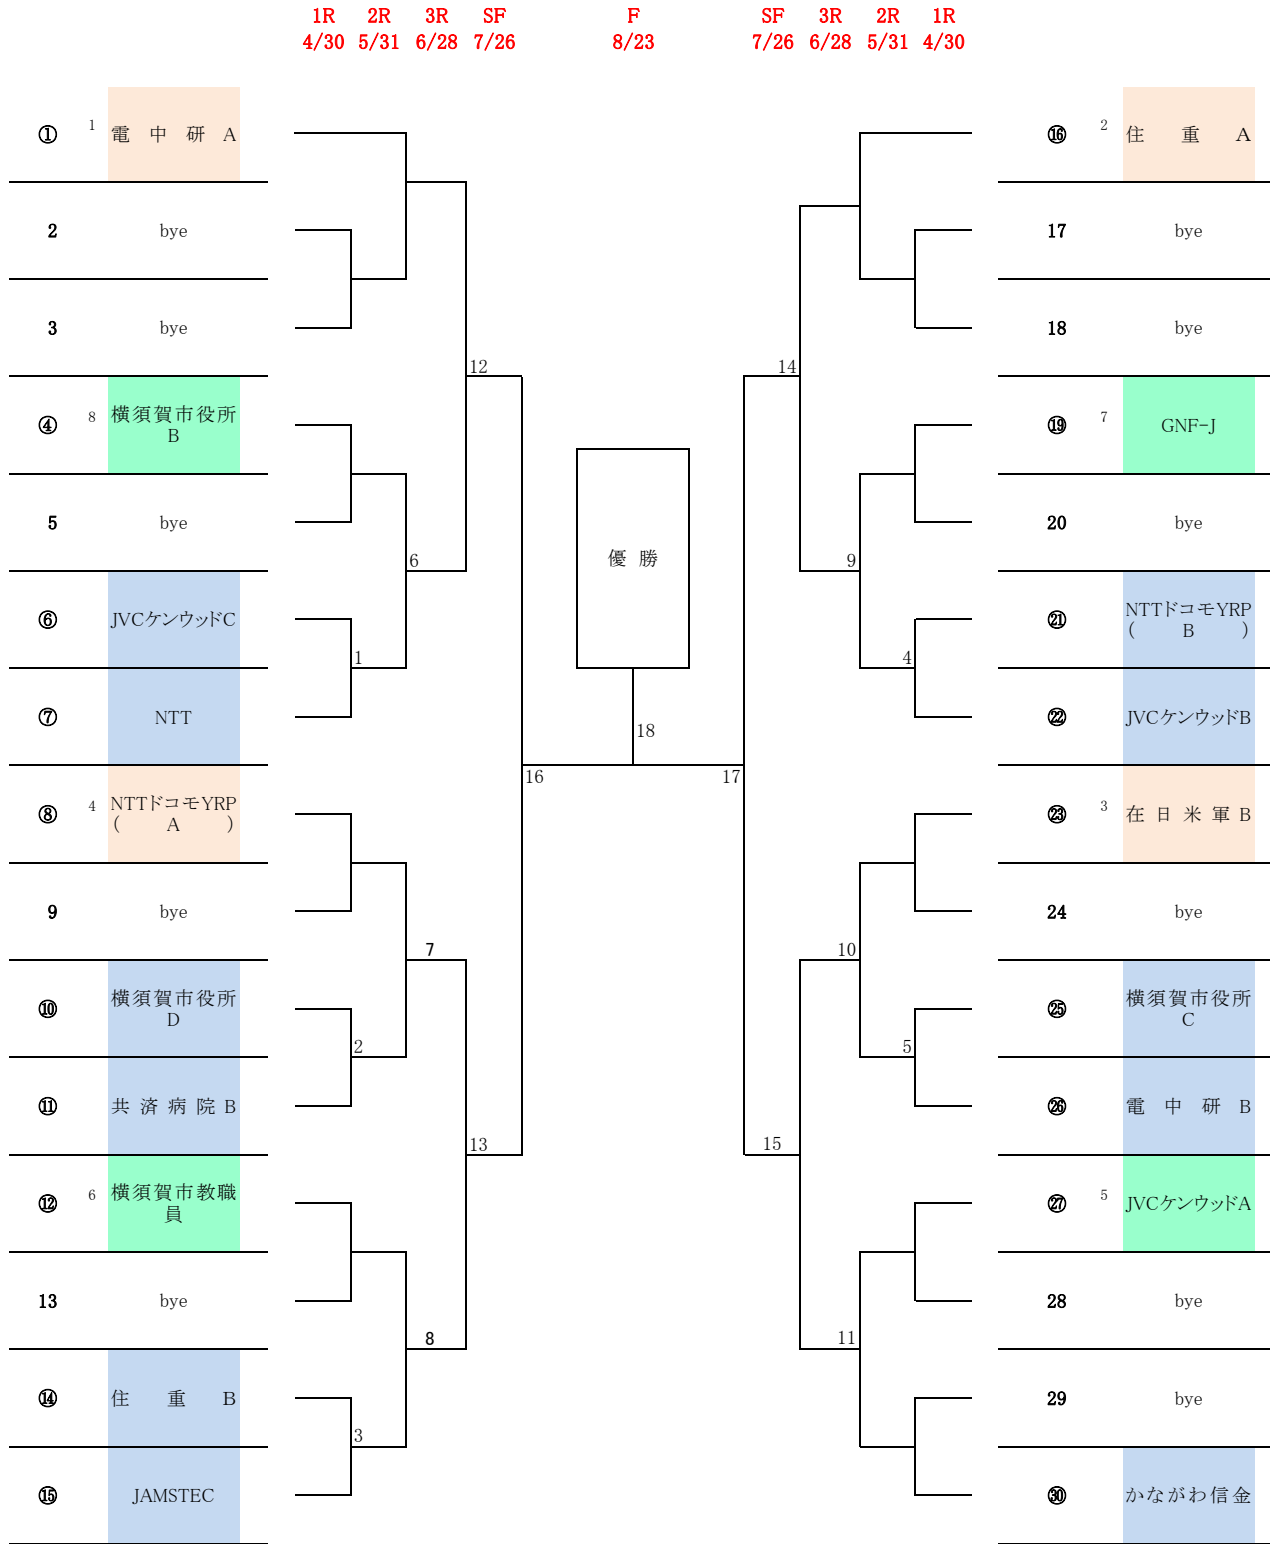 1R 2R 3R SF F SF 3R 2R 1R
4/30 5/31 6/28 7/26 8/23 7/26 6/28 5/31 4/30
① 1 電中研A
2 bye
3 bye
12
④ 8 横須賀市役所
B
5 bye
6
⑥ JVCケンウッドC
1
⑦ NTT
16
⑧ 4 NTTドコモYRP
( A )
9 bye
7
⑩ 横須賀市役所
D
2
⑪ 共済病院B
13
⑫ 6 横須賀市教職
員
13 bye
8
⑭ 住重B
3
⑮ JAMSTEC
優勝
18
⑯ 2 住重A
17 bye
18 bye
14
⑲ 7 GNF-J
20 bye
9
㉑ NTTドコモYRP
( B )
4
㉒ JVCケンウッドB
17
㉓ 3 在日米軍B
24 bye
10
㉕ 横須賀市役所
C
5
㉖ 電中研B
15
㉗ 5 JVCケンウッドA
28 bye
11
29 bye
㉚ かながわ信金